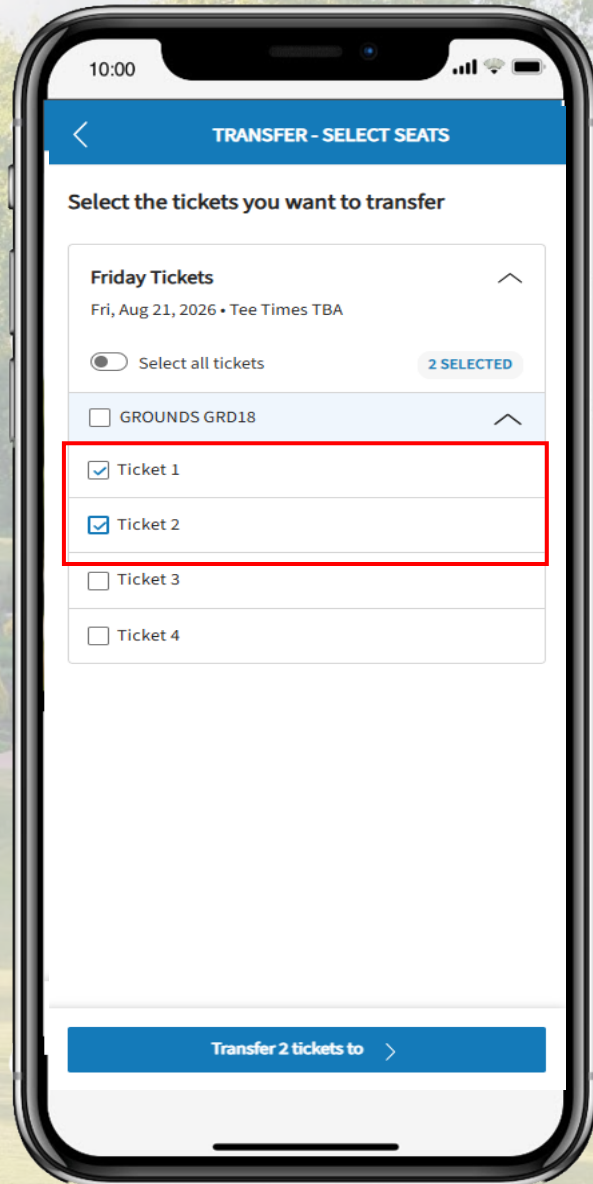 10:00
TRANSFER - SELECT SEATS
Select the tickets you want to transfer
Friday Tickets
Fri, Aug 21, 2026 • Tee Times TBA
Select all tickets
2 SELECTED
GROUNDS GRD18
Ticket 1
Ticket 2
Ticket 3
Ticket 4
Transfer 2 tickets to